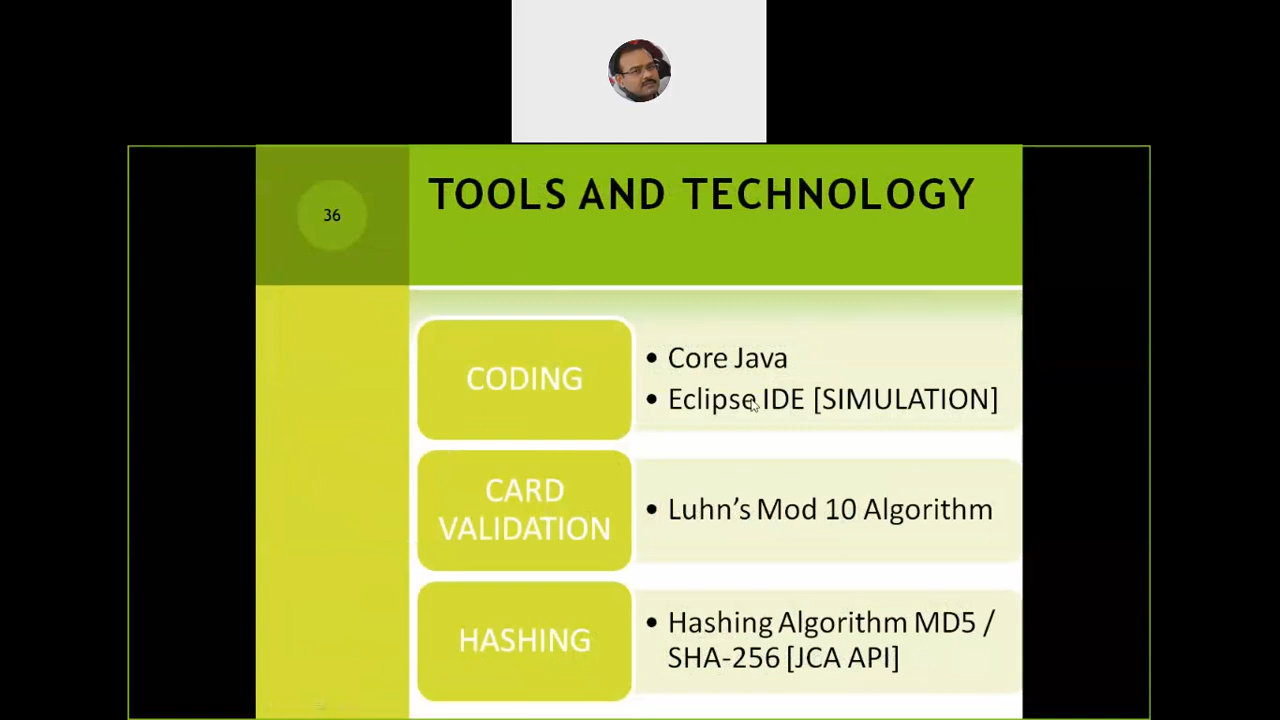 36
TOOLS AND TECHNOLOGY
CODING
• Core Java
• Eclipse IDE [SIMULATION]
CARD
VALIDATION
• Luhn’s Mod 10 Algorithm
HASHING
• Hashing Algorithm MD5 /
SHA-256 [JCA API]